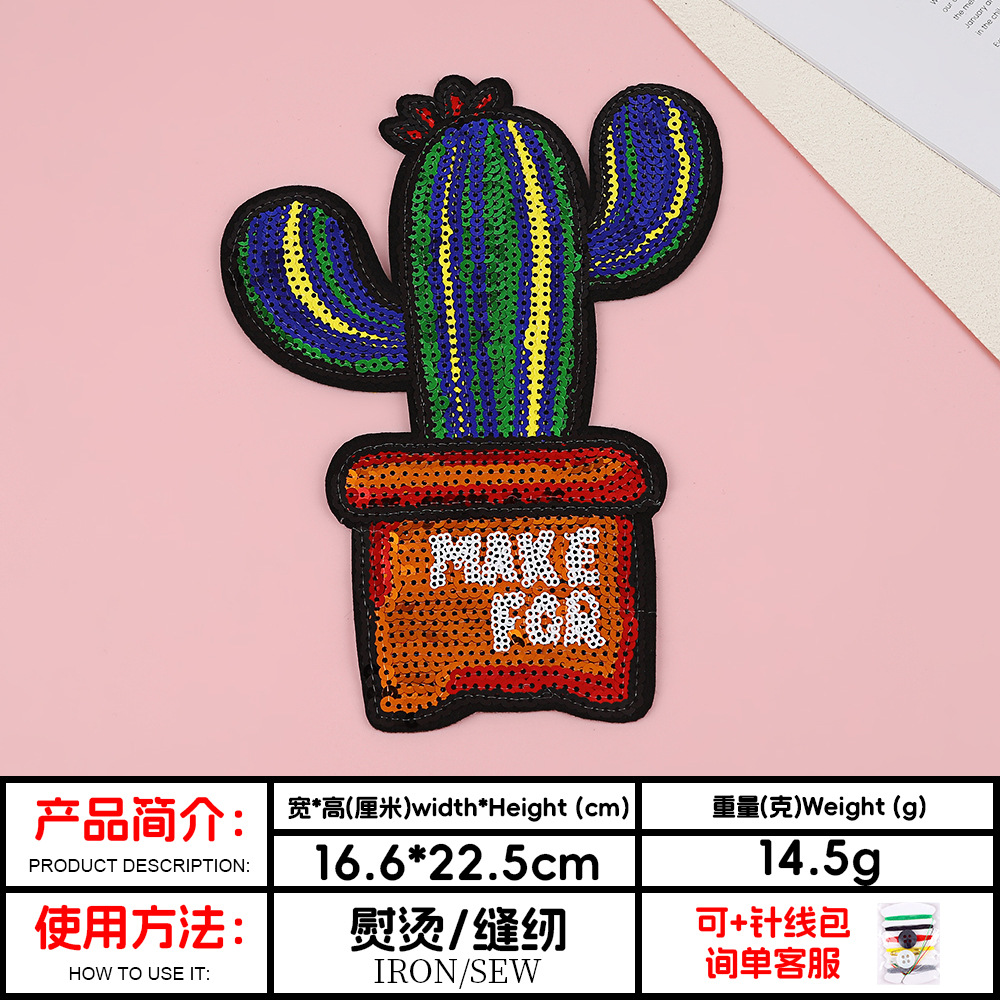 MAKE
FOR
产品简介:
PRODUCT DESCRIPTION:
宽*高(厘米)width*Height (cm)
16.6*22.5cm
重量(克)Weight (g)
14.5g
使用方法:
HOW TO USE IT:
熨烫/缝纫
IRON/SEW
可+针线包
询单客服